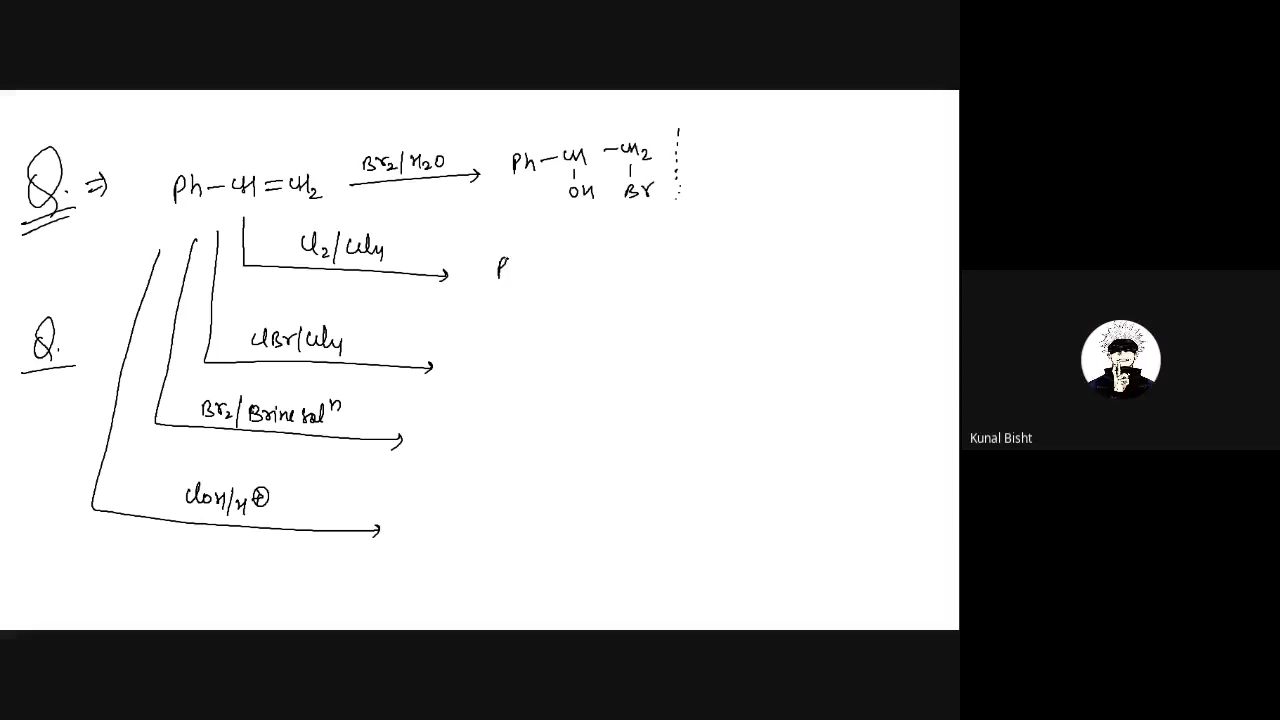 Q. ⇒ Ph–CH=CH2 Br2/H2O → Ph–CH–CH2
OH Br
Cl2/CCl4 → P
Q.
ClBr/CCl4
Br2/Brine solⁿ
ClOH/H⊕
Kunal Bisht